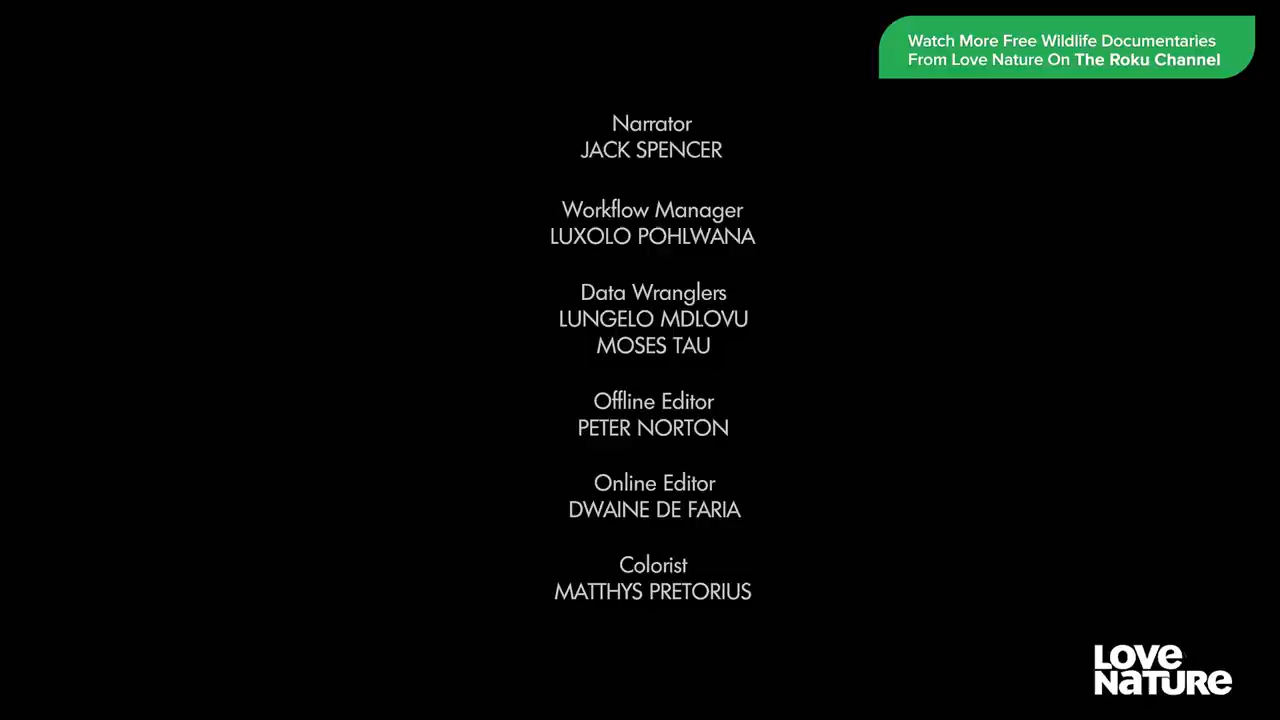 Watch More Free Wildlife Documentaries
From Love Nature On The Roku Channel
Narrator
JACK SPENCER
Workflow Manager
LUXOLO POHLWANA
Data Wranglers
LUNGELO MDLOVU
MOSES TAU
Offline Editor
PETER NORTON
Online Editor
DWAINE DE FARIA
Colorist
MATTHYS PRETORIUS
LOVE
NATURE